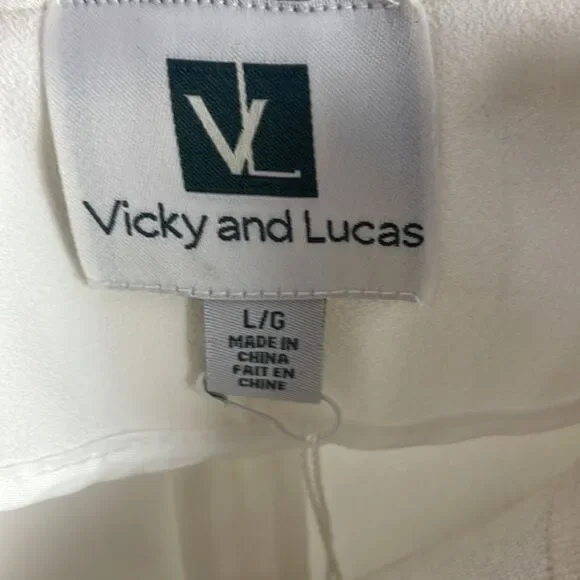 VL
Vicky and Lucas
L/G
MADE IN
CHINA
FAIT EN
CHINE